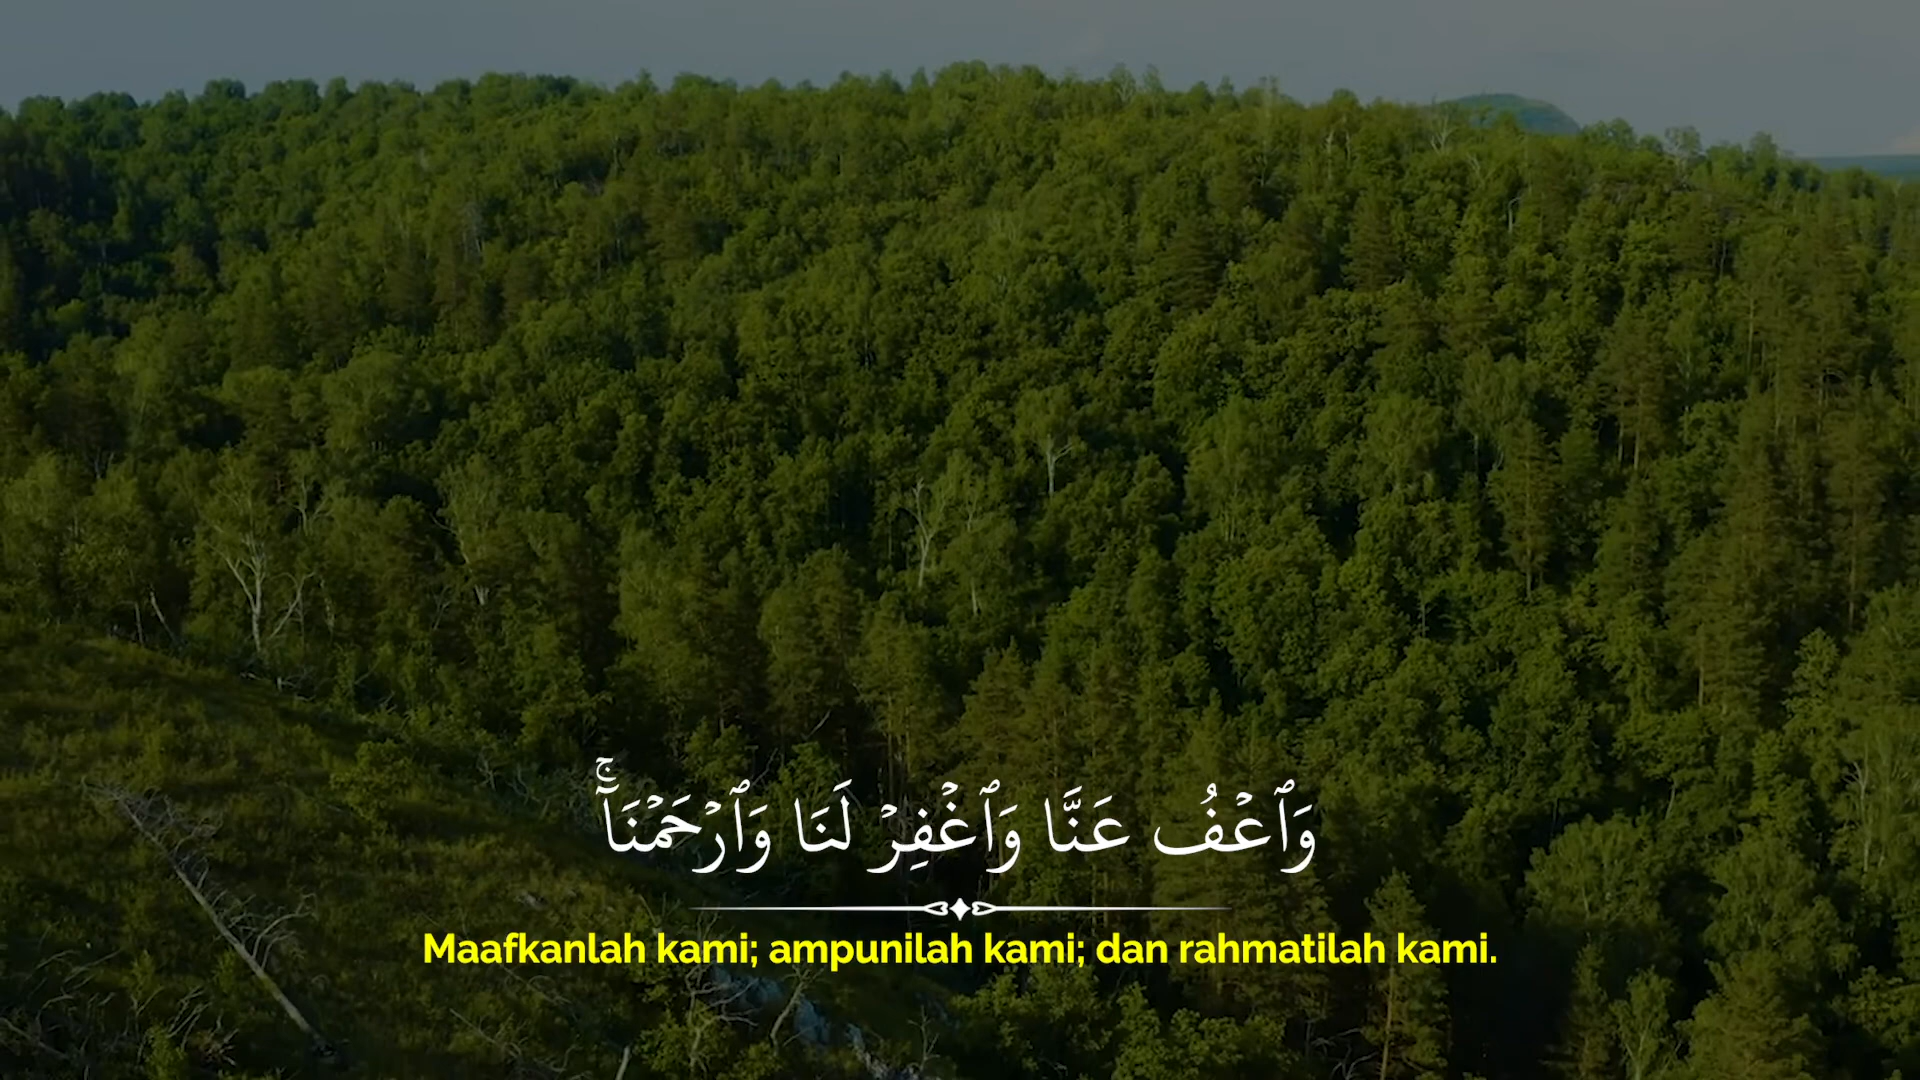 وَٱعۡفُ عَنَّا وَٱغۡفِرۡ لَنَا وَٱرۡحَمۡنَآۚ
Maafkanlah kami; ampunilah kami; dan rahmatilah kami.